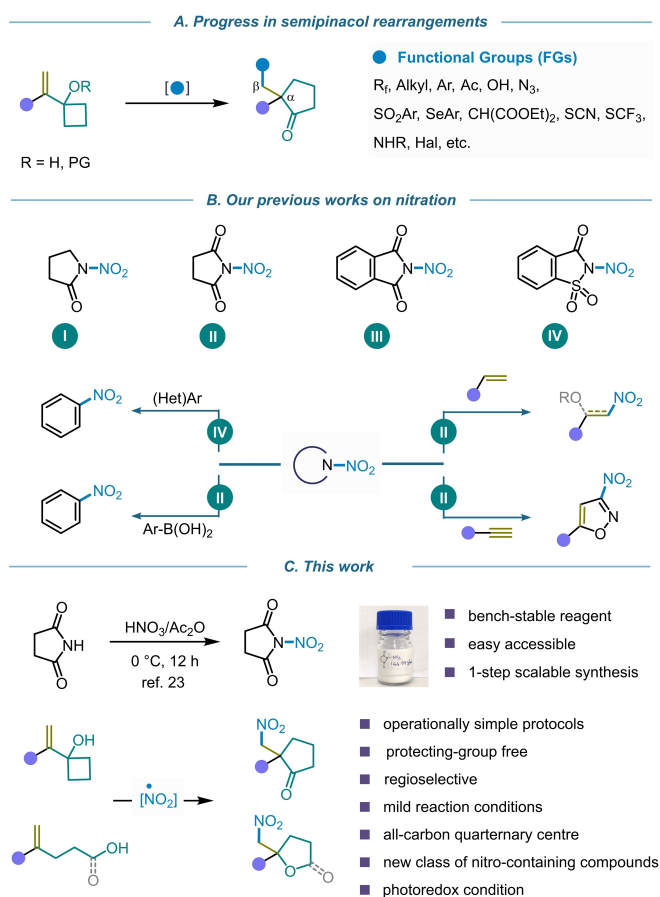 A. Progress in semipinacol rearrangements
OR
[●]
β
α
O
R = H, PG
Functional Groups (FGs)
Rf, Alkyl, Ar, Ac, OH, N3,
SO2Ar, SeAr, CH(COOEt)2, SCN, SCF3,
NHR, Hal, etc.
B. Our previous works on nitration
N–NO2
O
I
O
N–NO2
O
II
O
N–NO2
O
III
O
N–NO2
S
O
O
IV
NO2
(Het)Ar
IV
NO2
II
Ar-B(OH)2
N–NO2
II
RO
NO2
II
NO2
N
O
C. This work
O
NH
O
HNO3/Ac2O
0 °C, 12 h
ref. 23
O
N–NO2
O
bench-stable reagent
easy accessible
1-step scalable synthesis
OH
NO2
O
[NO2]
OH
O
NO2
O
O
operationally simple protocols
protecting-group free
regioselective
mild reaction conditions
all-carbon quarternary centre
new class of nitro-containing compounds
photoredox condition